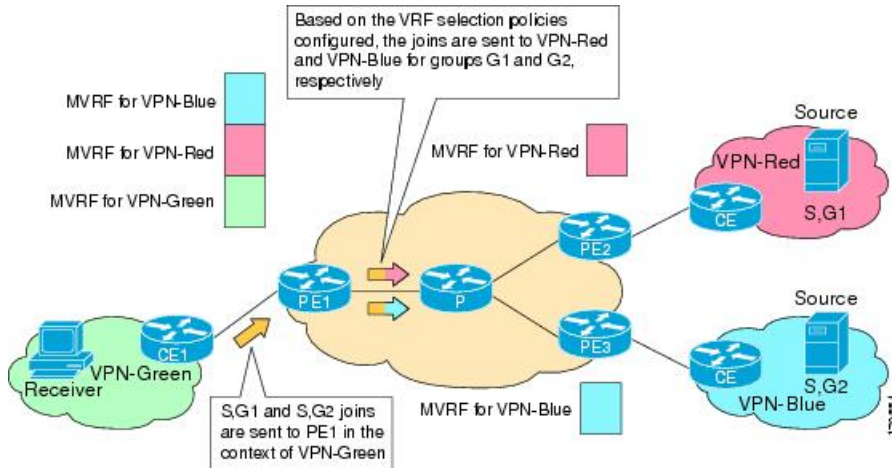 Based on the VRF selection policies
configured, the joins are sent to VPN-Red
and VPN-Blue for groups G1 and G2,
respectively
MVRF for VPN-Blue
MVRF for VPN-Red
MVRF for VPN-Green
MVRF for VPN-Red
Source
VPN-Red
CE
S,G1
PE2
PE1
P
CE1
VPN-Green
Receiver
PE3
Source
CE
S,G2
VPN-Blue
MVRF for VPN-Blue
S,G1 and S,G2 joins
are sent to PE1 in the
context of VPN-Green